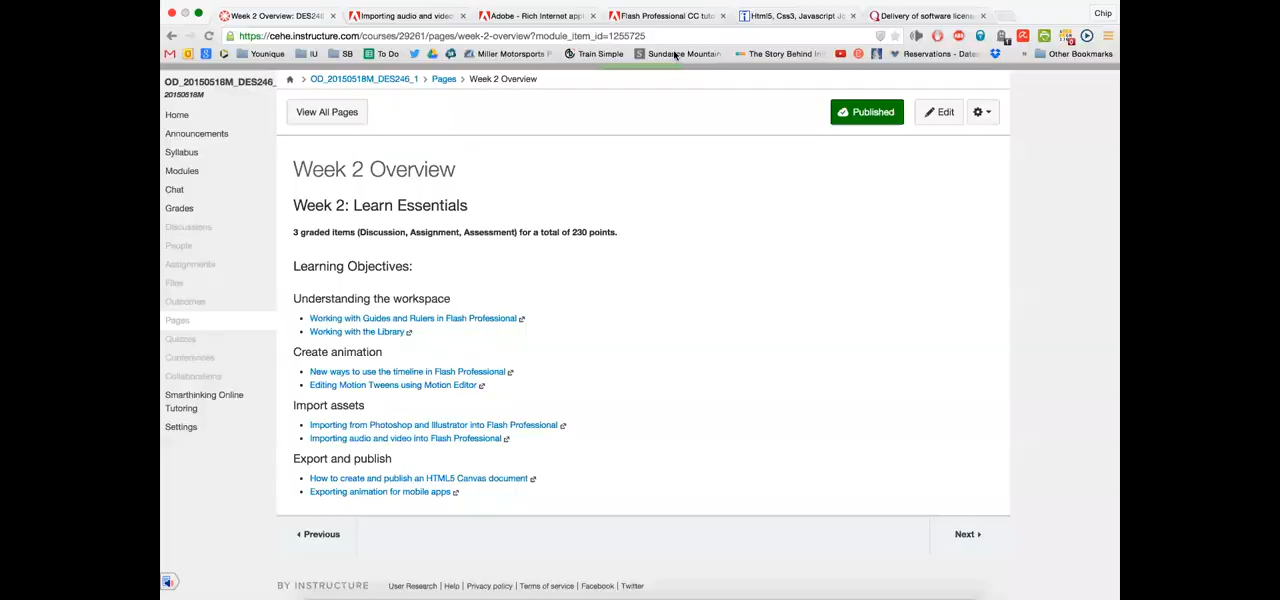 Week 2 Overview: DES246
Importing audio and video
Adobe - Rich Internet appl
Flash Professional CC tuto
Html5, Css3, Javascript
Delivery of software licens
Chip
https://cehe.instructure.com/courses/29261/pages/week-2-overview?module_item_id=1255725
Younique
IU
SB
To Do
Miller Motorsports P
Train Simple
Sundance Mountain
The Story Behind In
Reservations - Dates
»
Other Bookmarks
OD_20150518M_DES246_
20150518M
OD_20150518M_DES246_1 > Pages > Week 2 Overview
Home
Announcements
Syllabus
Modules
Chat
Grades
Discussions
People
Assignments
Files
Outcomes
Pages
Quizzes
Conferences
Collaborations
Smarthinking Online
Tutoring
Settings
View All Pages
Published
Edit
Week 2 Overview
Week 2: Learn Essentials
3 graded items (Discussion, Assignment, Assessment) for a total of 230 points.
Learning Objectives:
Understanding the workspace
• Working with Guides and Rulers in Flash Professional
• Working with the Library
Create animation
• New ways to use the timeline in Flash Professional
• Editing Motion Tweens using Motion Editor
Import assets
• Importing from Photoshop and Illustrator into Flash Professional
• Importing audio and video into Flash Professional
Export and publish
• How to create and publish an HTML5 Canvas document
• Exporting animation for mobile apps
Previous
Next
BY INSTRUCTURE
User Research | Help | Privacy policy | Terms of service | Facebook | Twitter